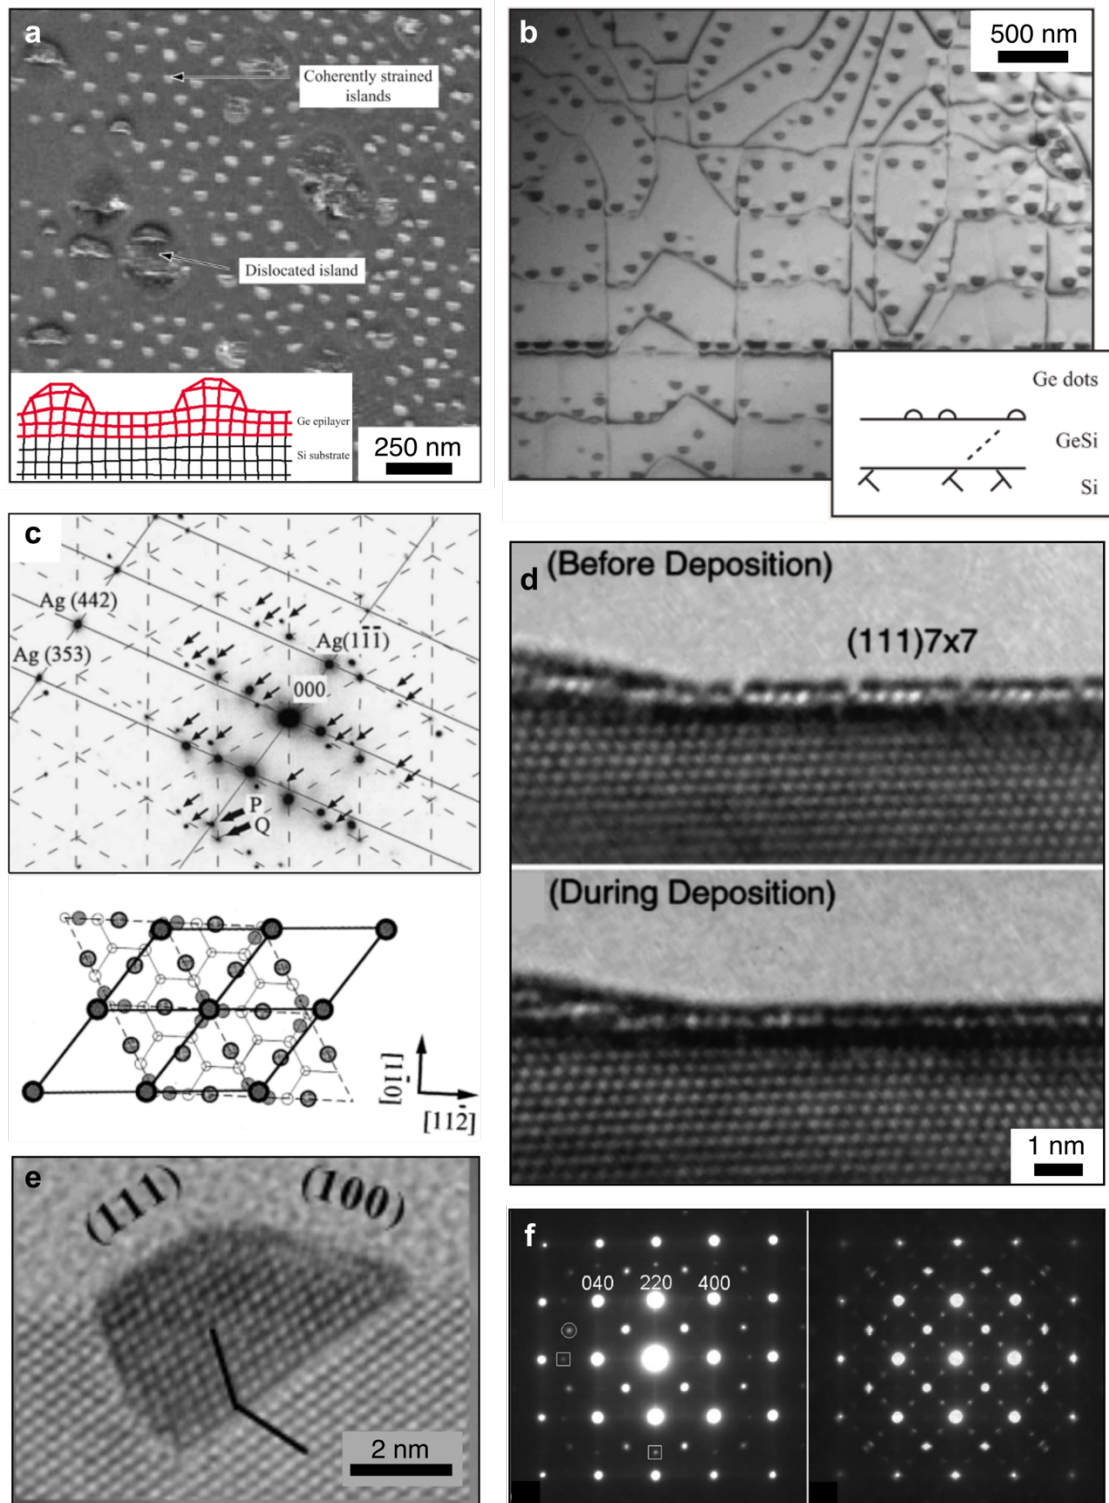 a
Coherently strained
islands
Dislocated island
Ge epilayer
Si substrate
250 nm
b
500 nm
Ge dots
GeSi
Si
c
Ag (442)
Ag (353)
Ag(11̅1̅)
000
P
Q
[11̅0]
[112̅]
d
(Before Deposition)
(111)7x7
(During Deposition)
1 nm
e
(111)
(100)
2 nm
f
040
220
400